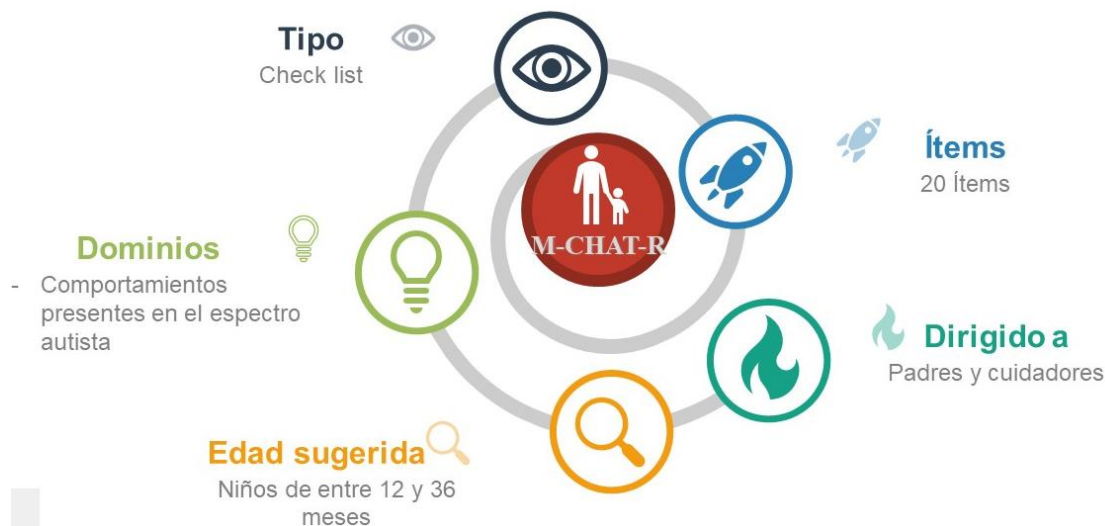 Tipo
Check list
M-CHAT-R
Ítems
20 Ítems
Dominios
- Comportamientos
presentes en el espectro
autista
Dirigido a
Padres y cuidadores
Edad sugerida
Niños de entre 12 y 36
meses